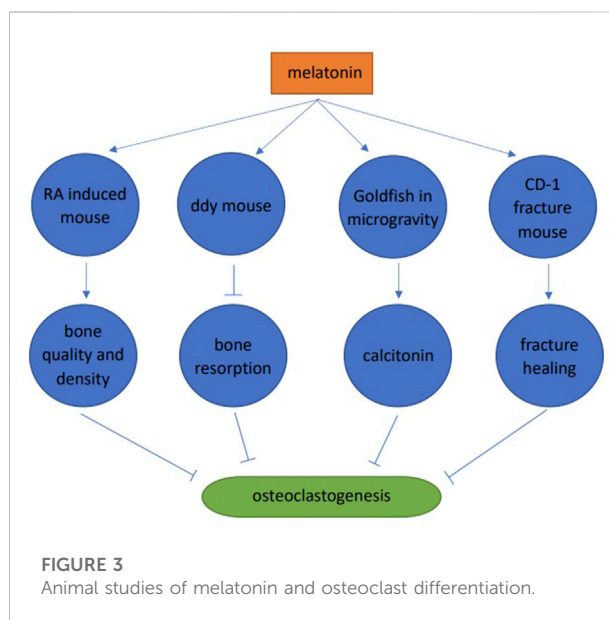 melatonin
RA induced
mouse
ddy mouse
Goldfish in
microgravity
CD-1
fracture
mouse
bone
quality and
density
bone
resorption
calcitonin
fracture
healing
osteoclastogenesis
FIGURE 3
Animal studies of melatonin and osteoclast differentiation.